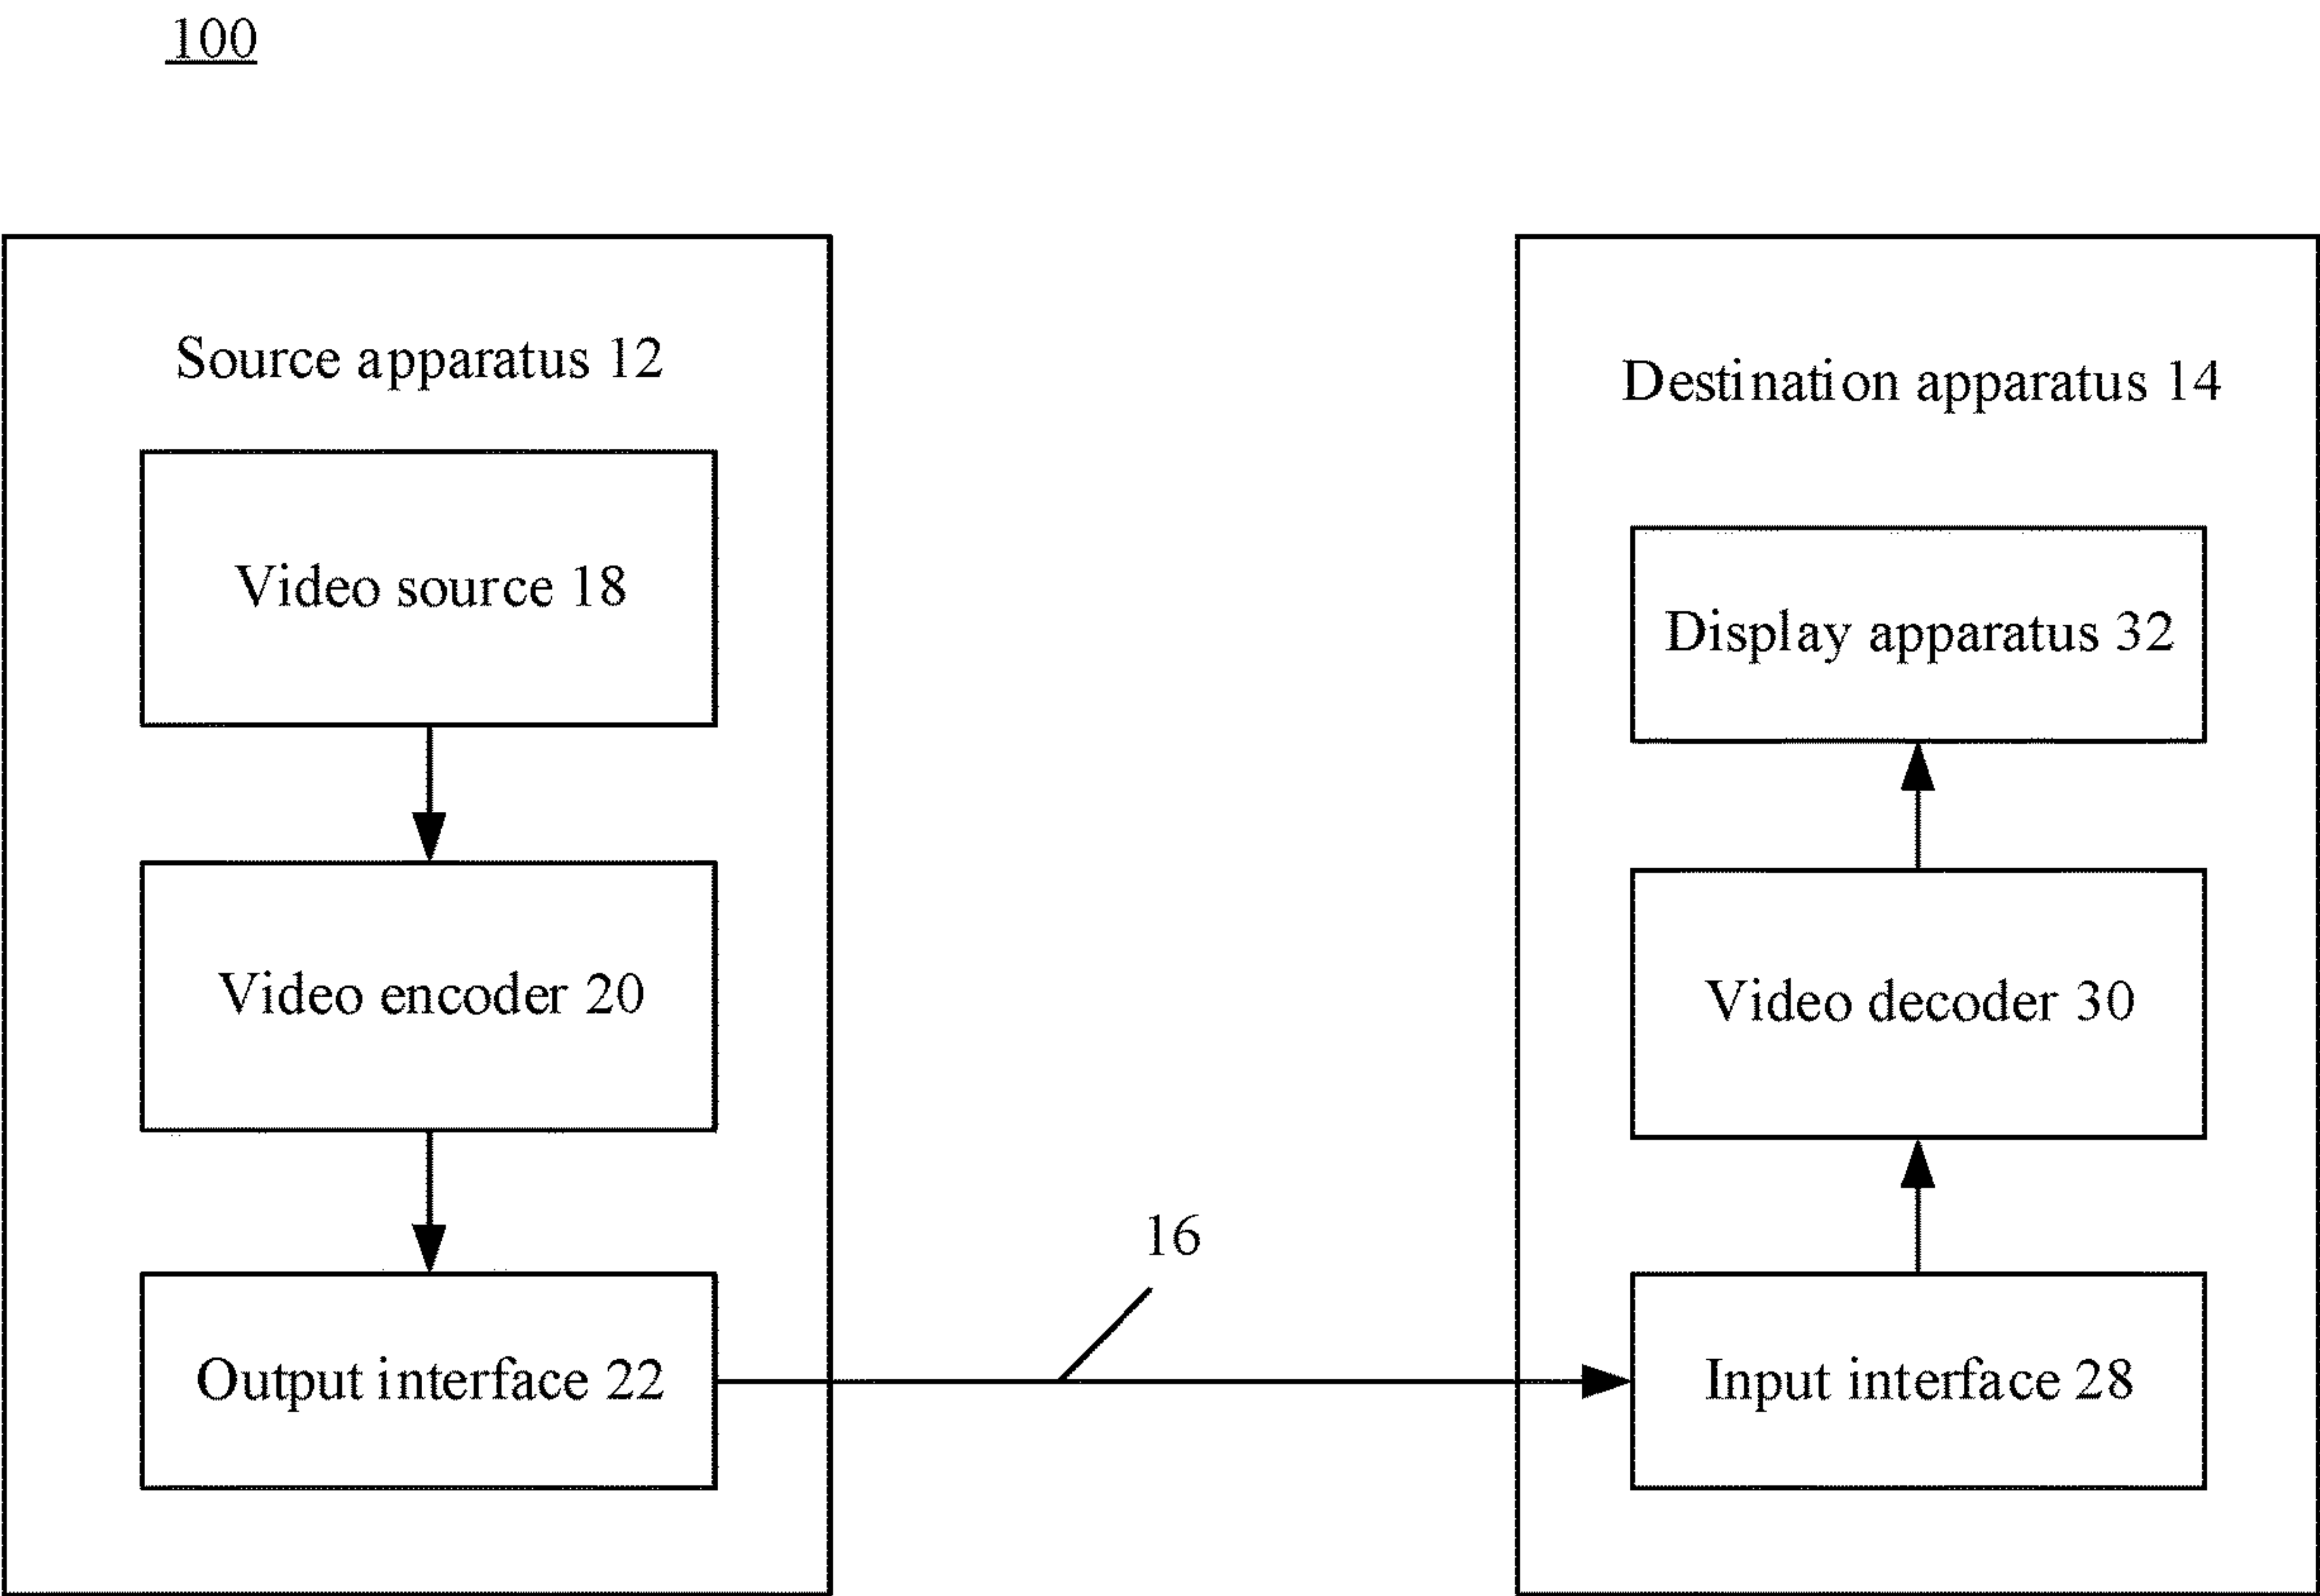 100
Source apparatus 12
Video source 18
Video encoder 20
Output interface 22
16
Destination apparatus 14
Display apparatus 32
Video decoder 30
Input interface 28